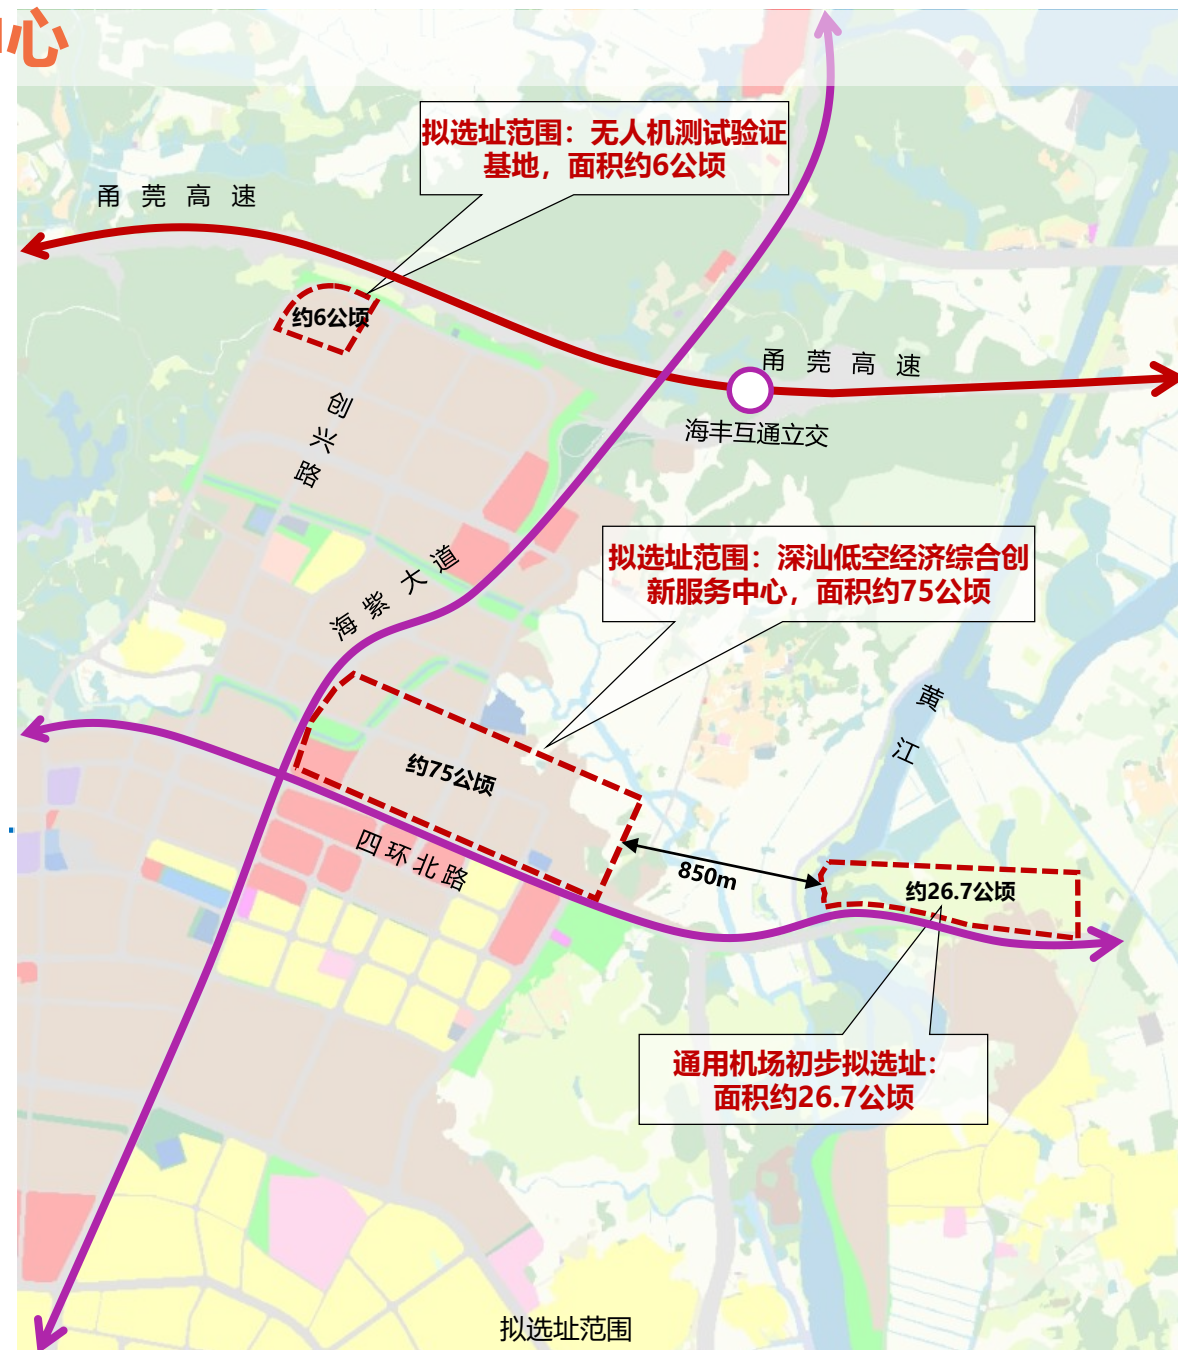 中心
拟选址范围：无人机测试验证
基地，面积约6公顷
甬莞高速
约6公顷
甬莞高速
海丰互通立交
创兴路
海紫大道
拟选址范围：深汕低空经济综合创
新服务中心，面积约75公顷
黄江
约75公顷
四环北路
850m
约26.7公顷
通用机场初步拟选址：
面积约26.7公顷
拟选址范围